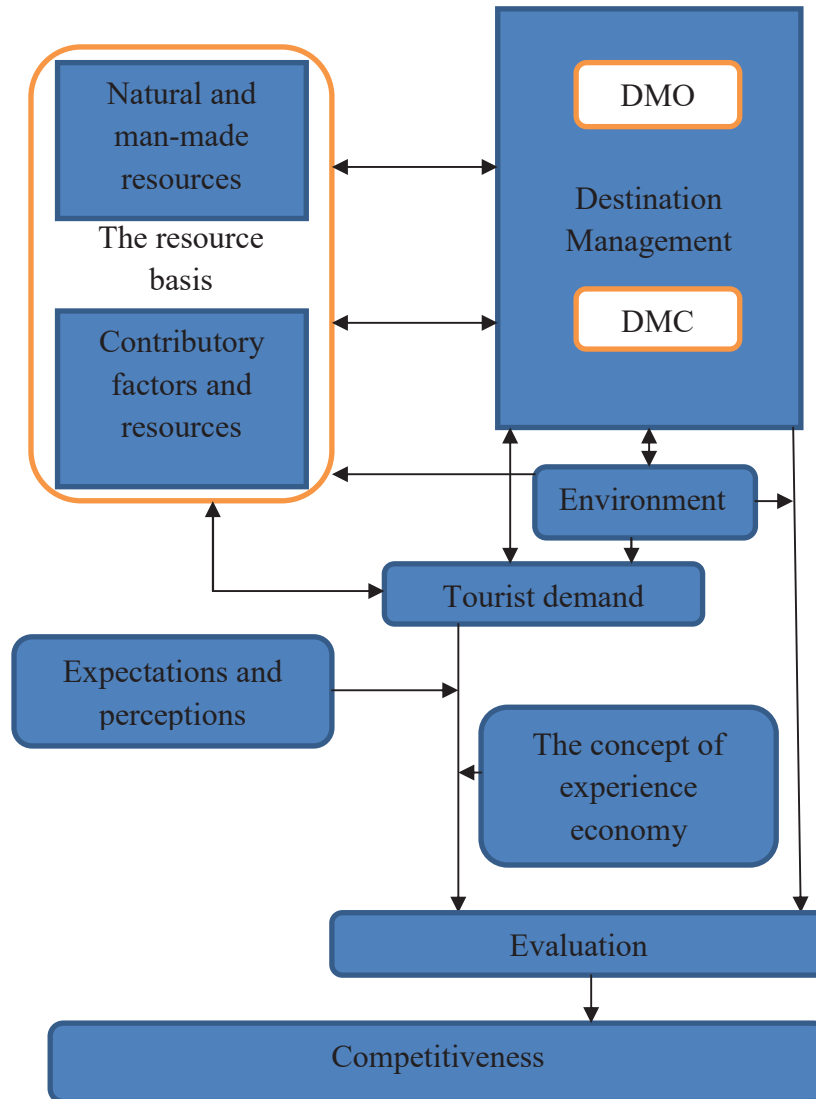 Natural and
man-made
resources
The resource
basis
Contributory
factors and
resources
DMO
Destination
Management
DMC
Environment
Tourist demand
Expectations and
perceptions
The concept of
experience
economy
Evaluation
Competitiveness